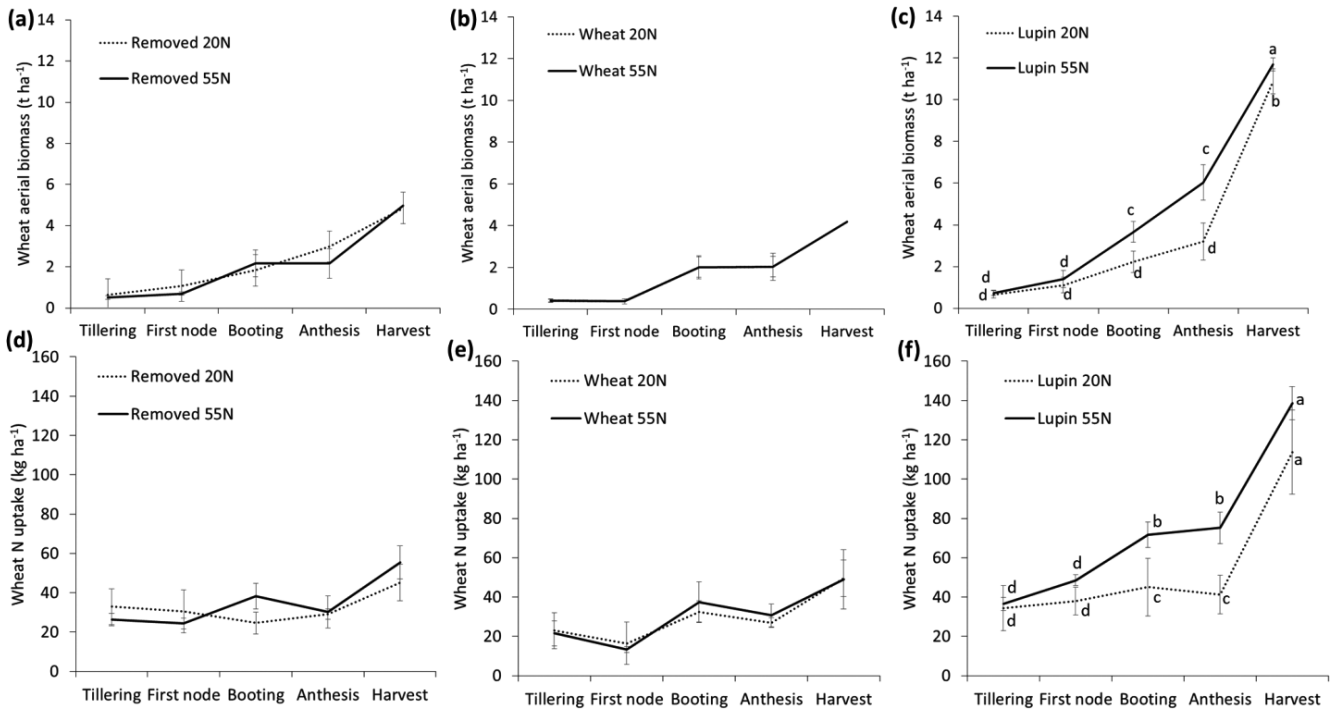 (a)
Wheat aerial biomass (t ha⁻¹)
14
12
10
8
6
4
2
0
Removed 20N
Removed 55N
Tillering First node Booting Anthesis Harvest
(b)
Wheat aerial biomass (t ha⁻¹)
14
12
10
8
6
4
2
0
Wheat 20N
Wheat 55N
Tillering First node Booting Anthesis Harvest
(c)
Wheat aerial biomass (t ha⁻¹)
14
12
10
8
6
4
2
0
Lupin 20N
Lupin 55N
a
b
c
c
d
d
d
d
d
d
Tillering First node Booting Anthesis Harvest
(d)
Wheat N uptake (kg ha⁻¹)
160
140
120
100
80
60
40
20
0
Removed 20N
Removed 55N
Tillering First node Booting Anthesis Harvest
(e)
Wheat N uptake (kg ha⁻¹)
160
140
120
100
80
60
40
20
0
Wheat 20N
Wheat 55N
Tillering First node Booting Anthesis Harvest
(f)
Wheat N uptake (kg ha⁻¹)
160
140
120
100
80
60
40
20
0
Lupin 20N
Lupin 55N
a
a
b
b
d
d
c
c
d
d
Tillering First node Booting Anthesis Harvest